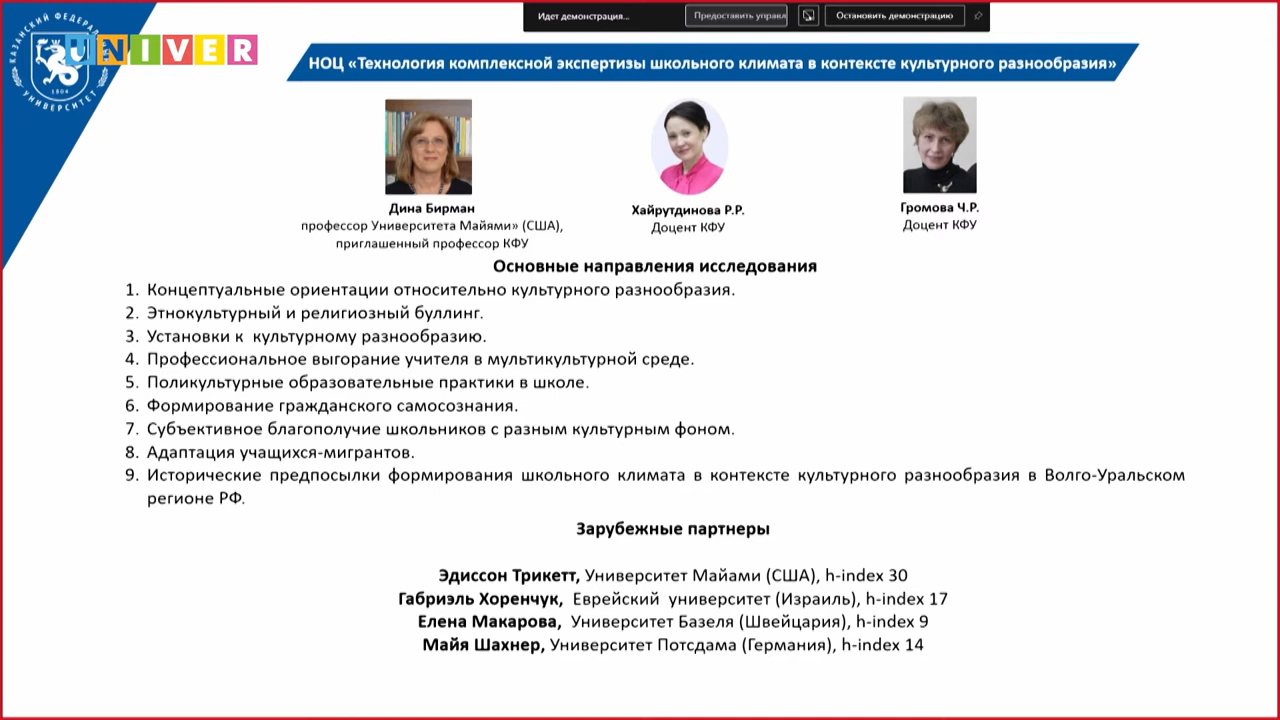 Идет демонстрация...
Остановить демонстрацию
КАЗАНСКИЙ ФЕДЕРА
УНИВЕРСИТЕТ
1804
UNIVER
НОЦ «Технология комплексной экспертизы школьного климата в контексте культурного разнообразия»
Дина Бирман
профессор Университета Майями» (США),
приглашенный профессор КФУ
Хайрутдинова Р.Р.
Доцент КФУ
Громова Ч.Р.
Доцент КФУ
Основные направления исследования
1. Концептуальные ориентации относительно культурного разнообразия.
2. Этнокультурный и религиозный буллинг.
3. Установки к культурному разнообразию.
4. Профессиональное выгорание учителя в мультикультурной среде.
5. Поликультурные образовательные практики в школе.
6. Формирование гражданского самосознания.
7. Субъективное благополучие школьников с разным культурным фоном.
8. Адаптация учащихся-мигрантов.
9. Исторические предпосылки формирования школьного климата в контексте культурного разнообразия в Волго-Уральском
регионе РФ.
Зарубежные партнеры
Эдиссон Трикетт, Университет Майами (США), h-index 30
Габриэль Хоренчук, Еврейский университет (Израиль), h-index 17
Елена Макарова, Университет Базеля (Швейцария), h-index 9
Майя Шахнер, Университет Потсдама (Германия), h-index 14